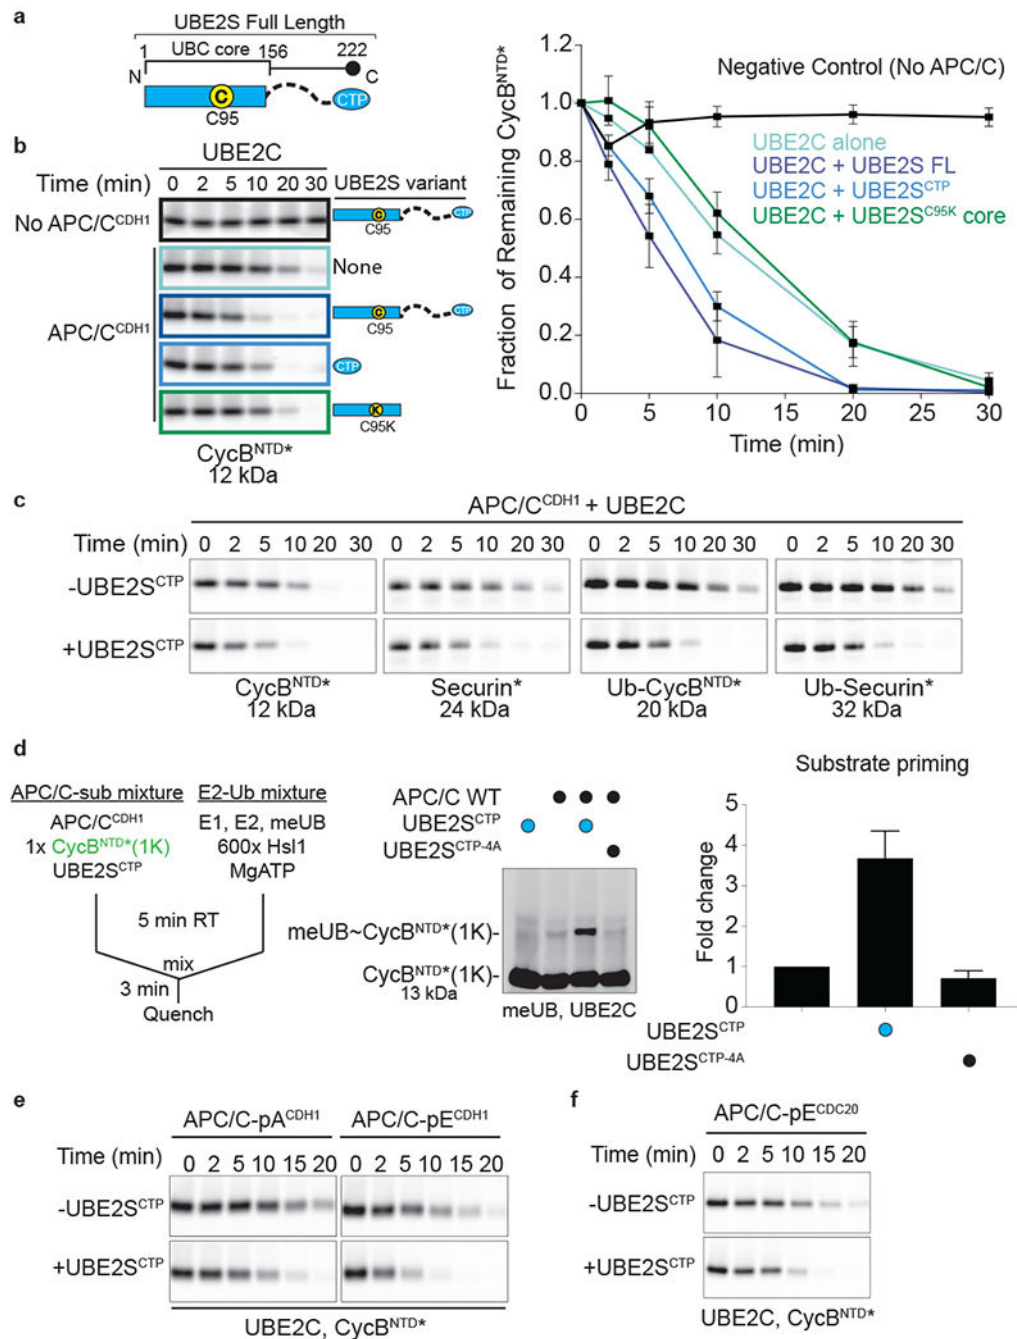 a
UBE2S Full Length
1 UBC core 156 222
N C
C CTP
C95
b
UBE2C
Time (min) 0 2 5 10 20 30 UBE2S variant
No APC/C^CDH1 C CTP
C95
None
APC/C^CDH1 C CTP
C95
CTP
K
C95K
CycB^NTD*
12 kDa
Fraction of Remaining CycB^NTD*
1.2
1.0
0.8
0.6
0.4
0.2
0.0
0 5 10 20 30
Time (min)
Negative Control (No APC/C)
UBE2C alone
UBE2C + UBE2S FL
UBE2C + UBE2S^CTP
UBE2C + UBE2S^C95K core
c
APC/C^CDH1 + UBE2C
Time (min) 0 2 5 10 20 30 0 2 5 10 20 30 0 2 5 10 20 30 0 2 5 10 20 30
-UBE2S^CTP
+UBE2S^CTP
CycB^NTD* Securin* Ub-CycB^NTD* Ub-Securin*
12 kDa 24 kDa 20 kDa 32 kDa
d
APC/C-sub mixture E2-Ub mixture
APC/C^CDH1 E1, E2, meUB
1x CycB^NTD*(1K) 600x Hsl1
UBE2S^CTP MgATP
5 min RT
mix
3 min
Quench
APC/C WT
UBE2S^CTP
UBE2S^CTP-4A
meUB~CycB^NTD*(1K)-
CycB^NTD*(1K)-
13 kDa
meUB, UBE2C
Substrate priming
Fold change
5
4
3
2
1
0
UBE2S^CTP
UBE2S^CTP-4A
e
APC/C-pA^CDH1 APC/C-pE^CDH1
Time (min) 0 2 5 10 15 20 0 2 5 10 15 20
-UBE2S^CTP
+UBE2S^CTP
UBE2C, CycB^NTD*
f
APC/C-pE^CDC20
Time (min) 0 2 5 10 15 20
-UBE2S^CTP
+UBE2S^CTP
UBE2C, CycB^NTD*